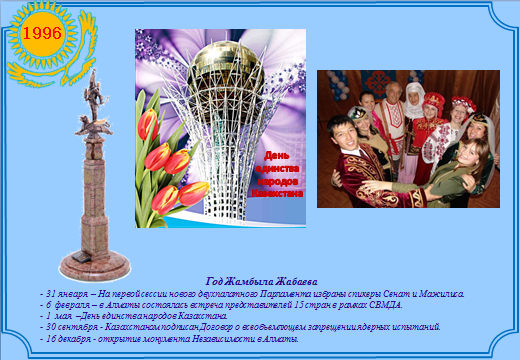 1996
День
единства
народов
Казахстана
Год Жамбыла Жабаева
- 31 января – На первой сессии нового двухпалатного Парламента избраны спикеры Сенат и Мажилиса.
- 6 февраля – в Алматы состоялась встреча представителей 15 стран в рамках СВМДА.
- 1 мая –День единства народов Казахстана
- 30 сентября - Казахстаном подписан Договор о всеобъемлющем запрещении ядерных испытаний.
- 16 декабря - открытие монумента Независимости в Алматы.